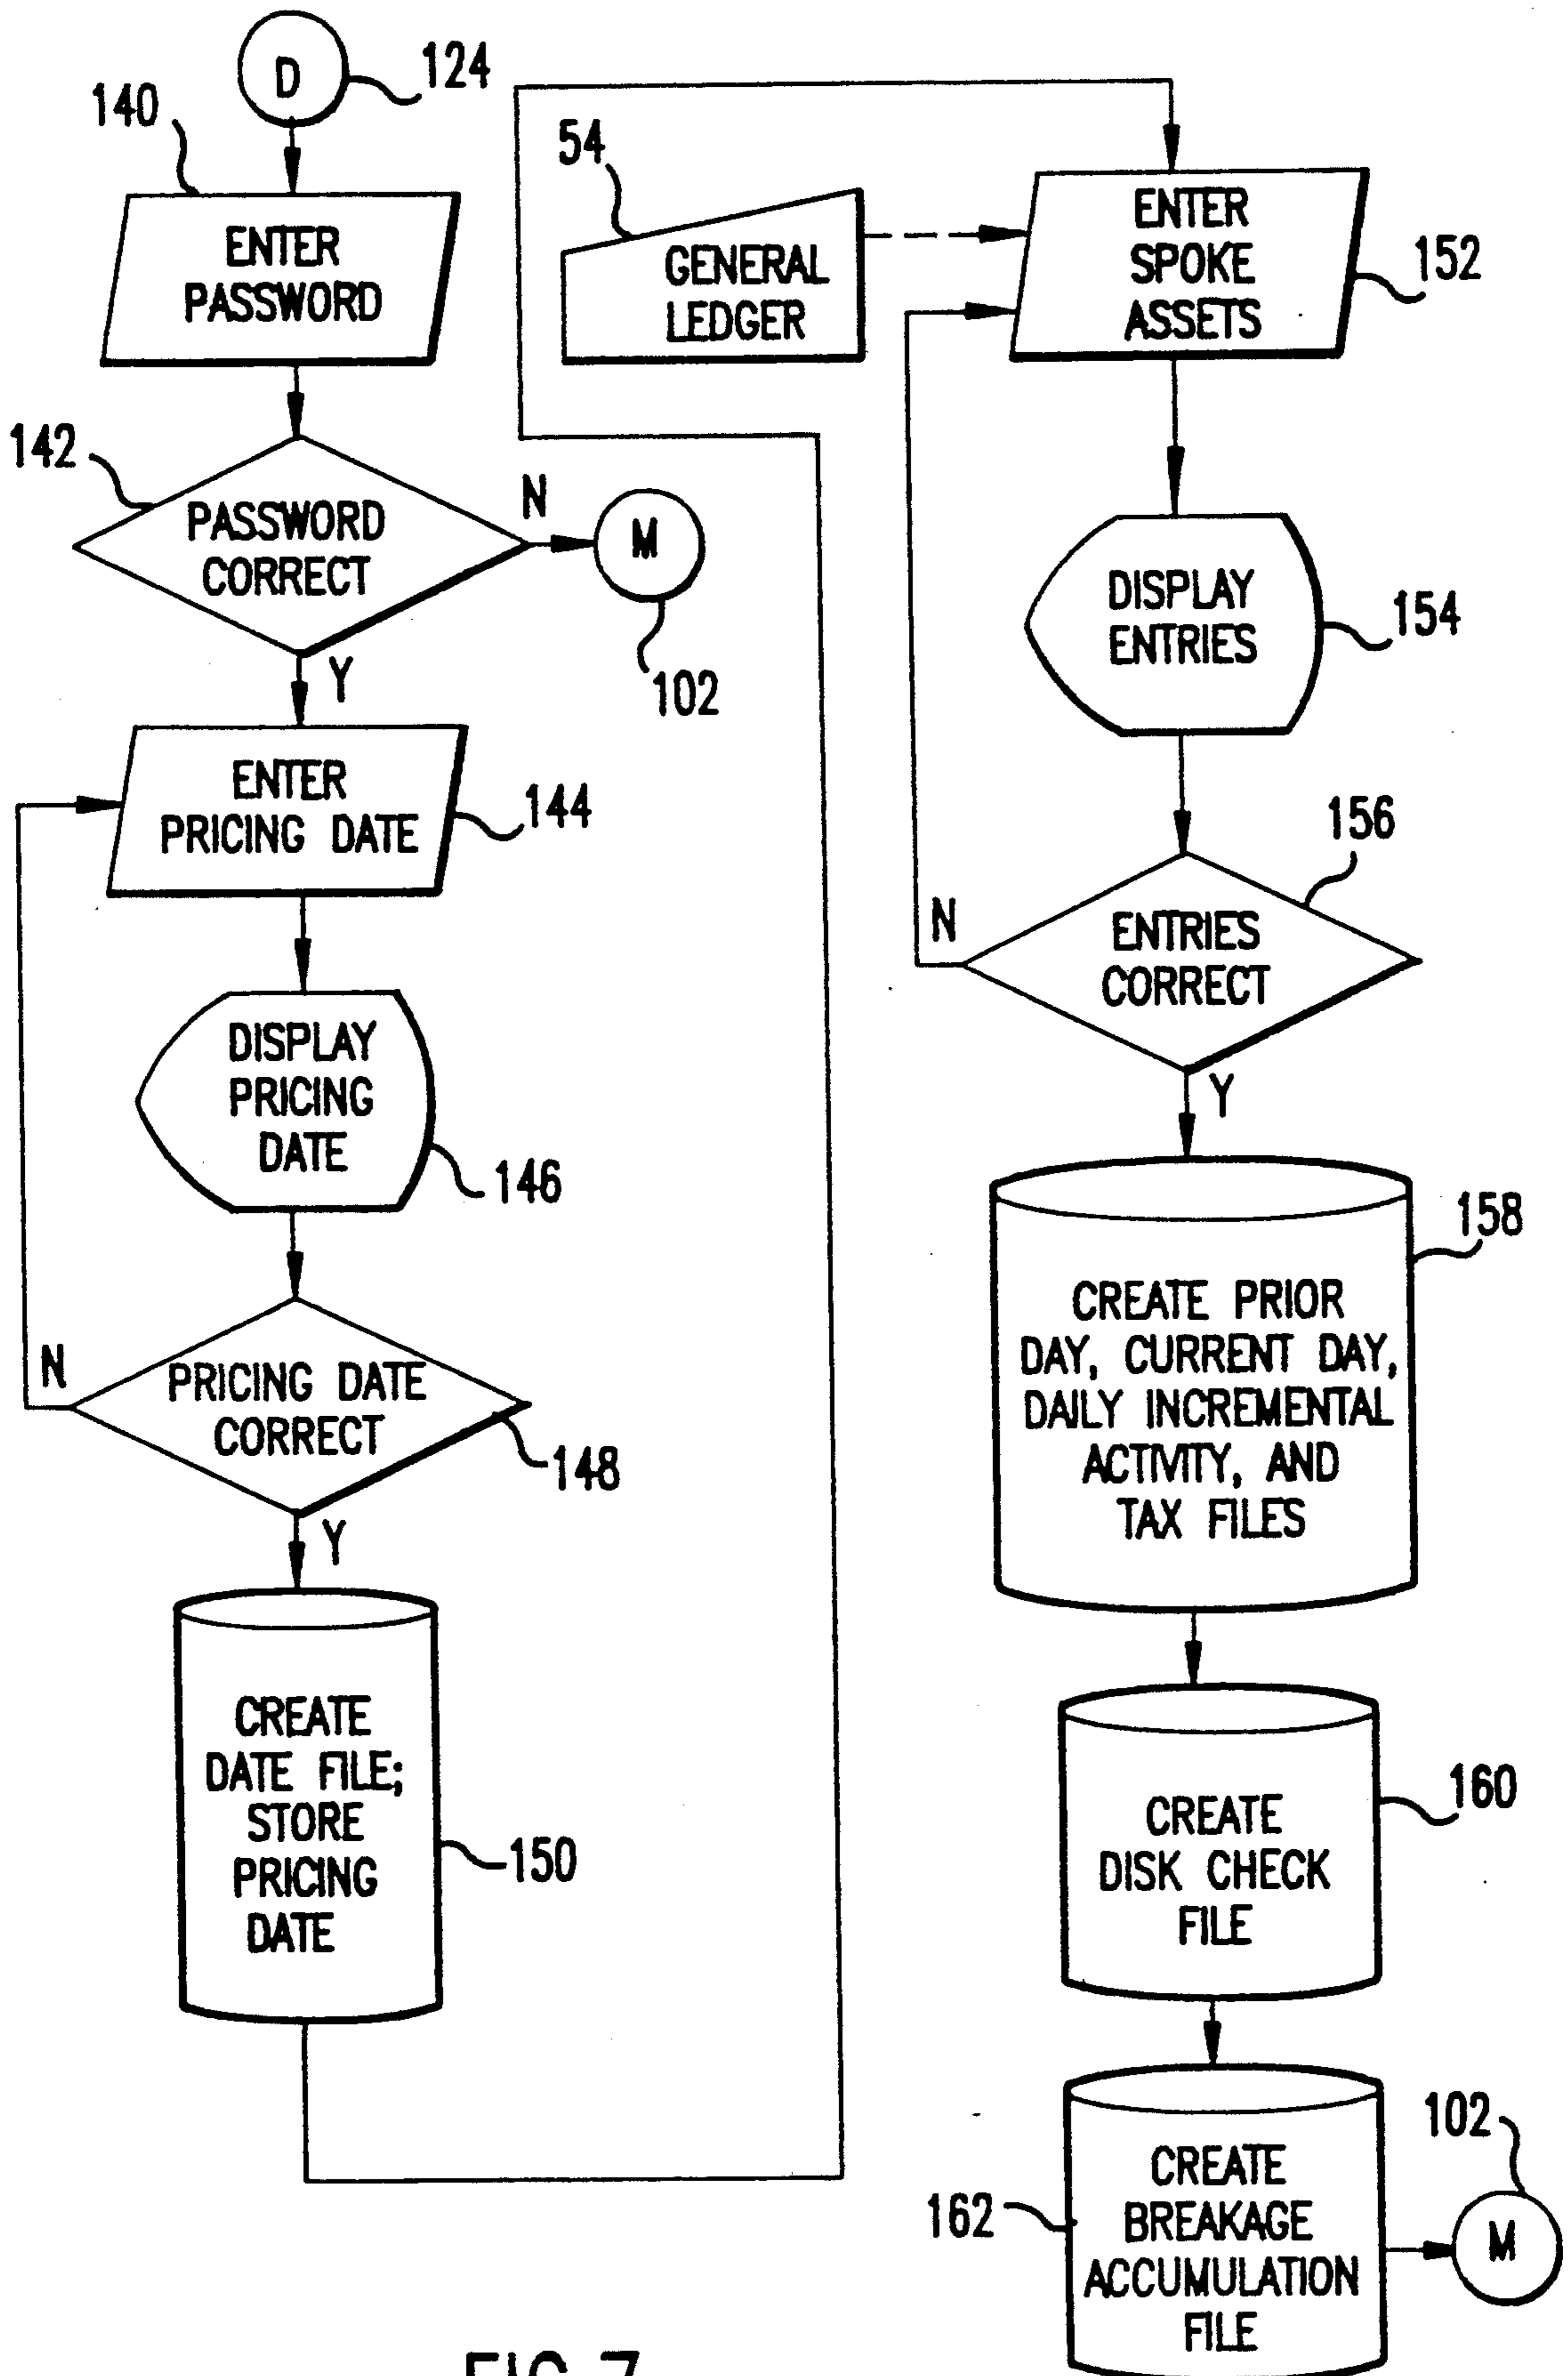 D
124
140
ENTER
PASSWORD
142
PASSWORD
CORRECT
N
M
102
Y
ENTER
PRICING DATE
144
DISPLAY
PRICING
DATE
146
N
PRICING DATE
CORRECT
148
Y
CREATE
DATE FILE;
STORE
PRICING
DATE
150
54
GENERAL
LEDGER
ENTER
SPOKE
ASSETS
152
DISPLAY
ENTRIES
154
156
N
ENTRIES
CORRECT
Y
158
CREATE PRIOR
DAY, CURRENT DAY,
DAILY INCREMENTAL
ACTIVITY, AND
TAX FILES
160
CREATE
DISK CHECK
FILE
102
162
CREATE
BREAKAGE
ACCUMULATION
FILE
M
FIG.7